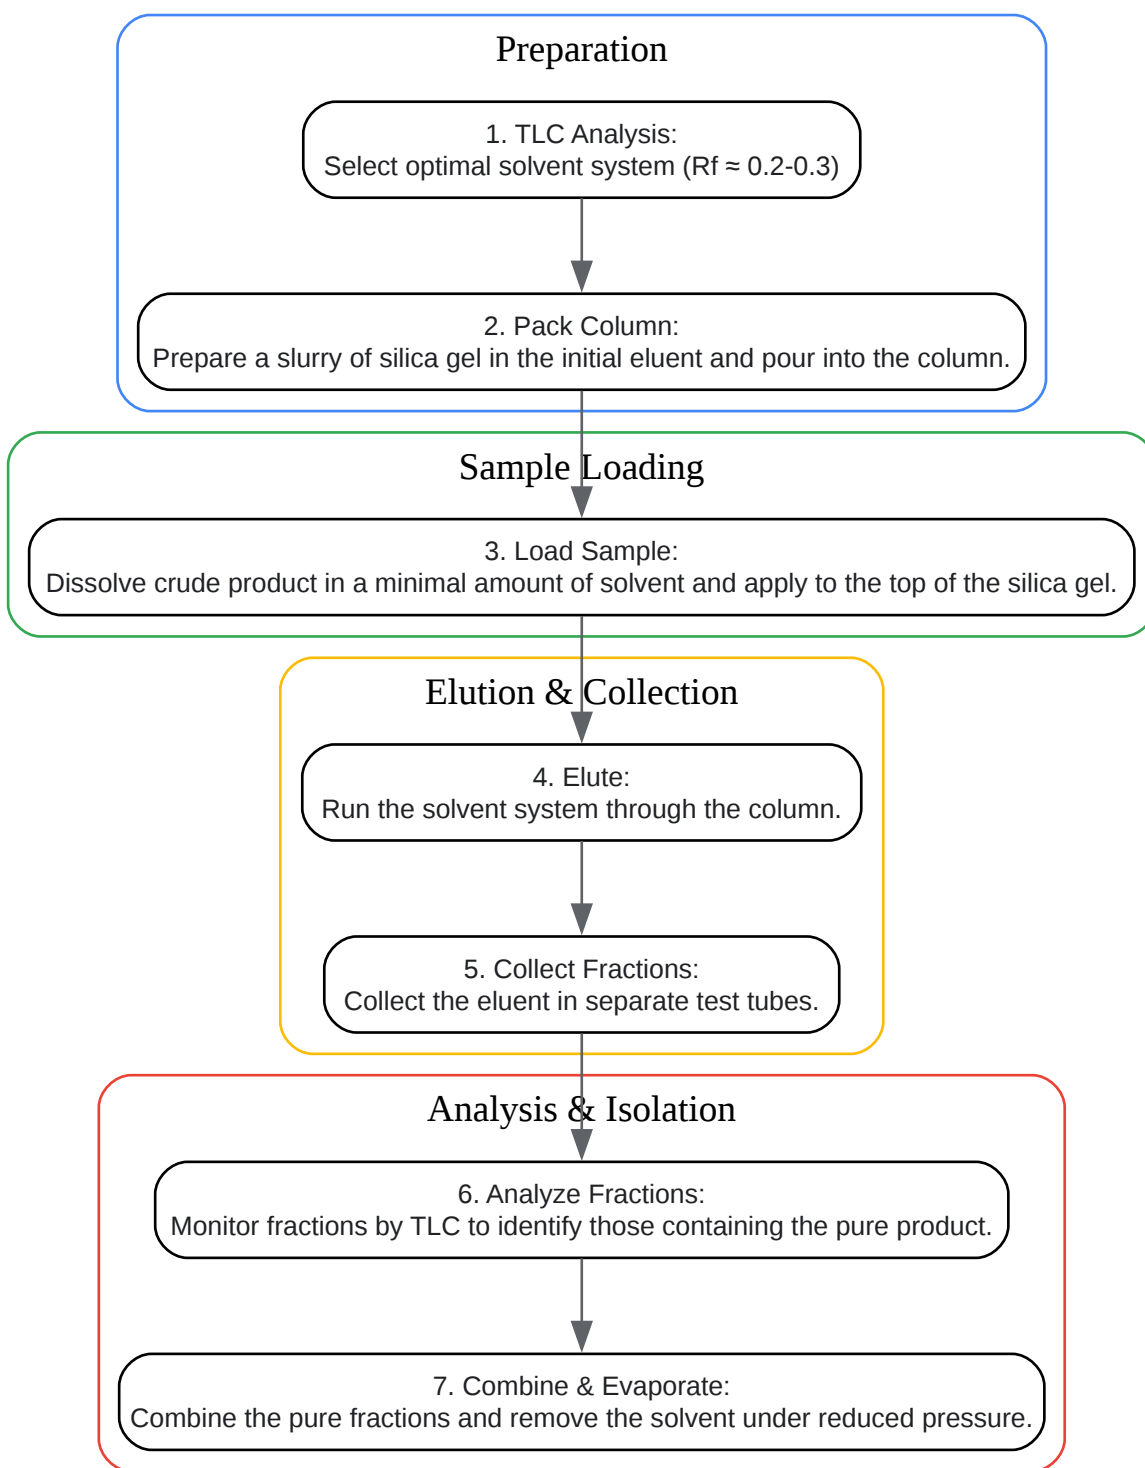 Preparation
1. TLC Analysis:
Select optimal solvent system (Rf ≈ 0.2-0.3)
2. Pack Column:
Prepare a slurry of silica gel in the initial eluent and pour into the column.
Sample Loading
3. Load Sample:
Dissolve crude product in a minimal amount of solvent and apply to the top of the silica gel.
Elution & Collection
4. Elute:
Run the solvent system through the column.
5. Collect Fractions:
Collect the eluent in separate test tubes.
Analysis & Isolation
6. Analyze Fractions:
Monitor fractions by TLC to identify those containing the pure product.
7. Combine & Evaporate:
Combine the pure fractions and remove the solvent under reduced pressure.